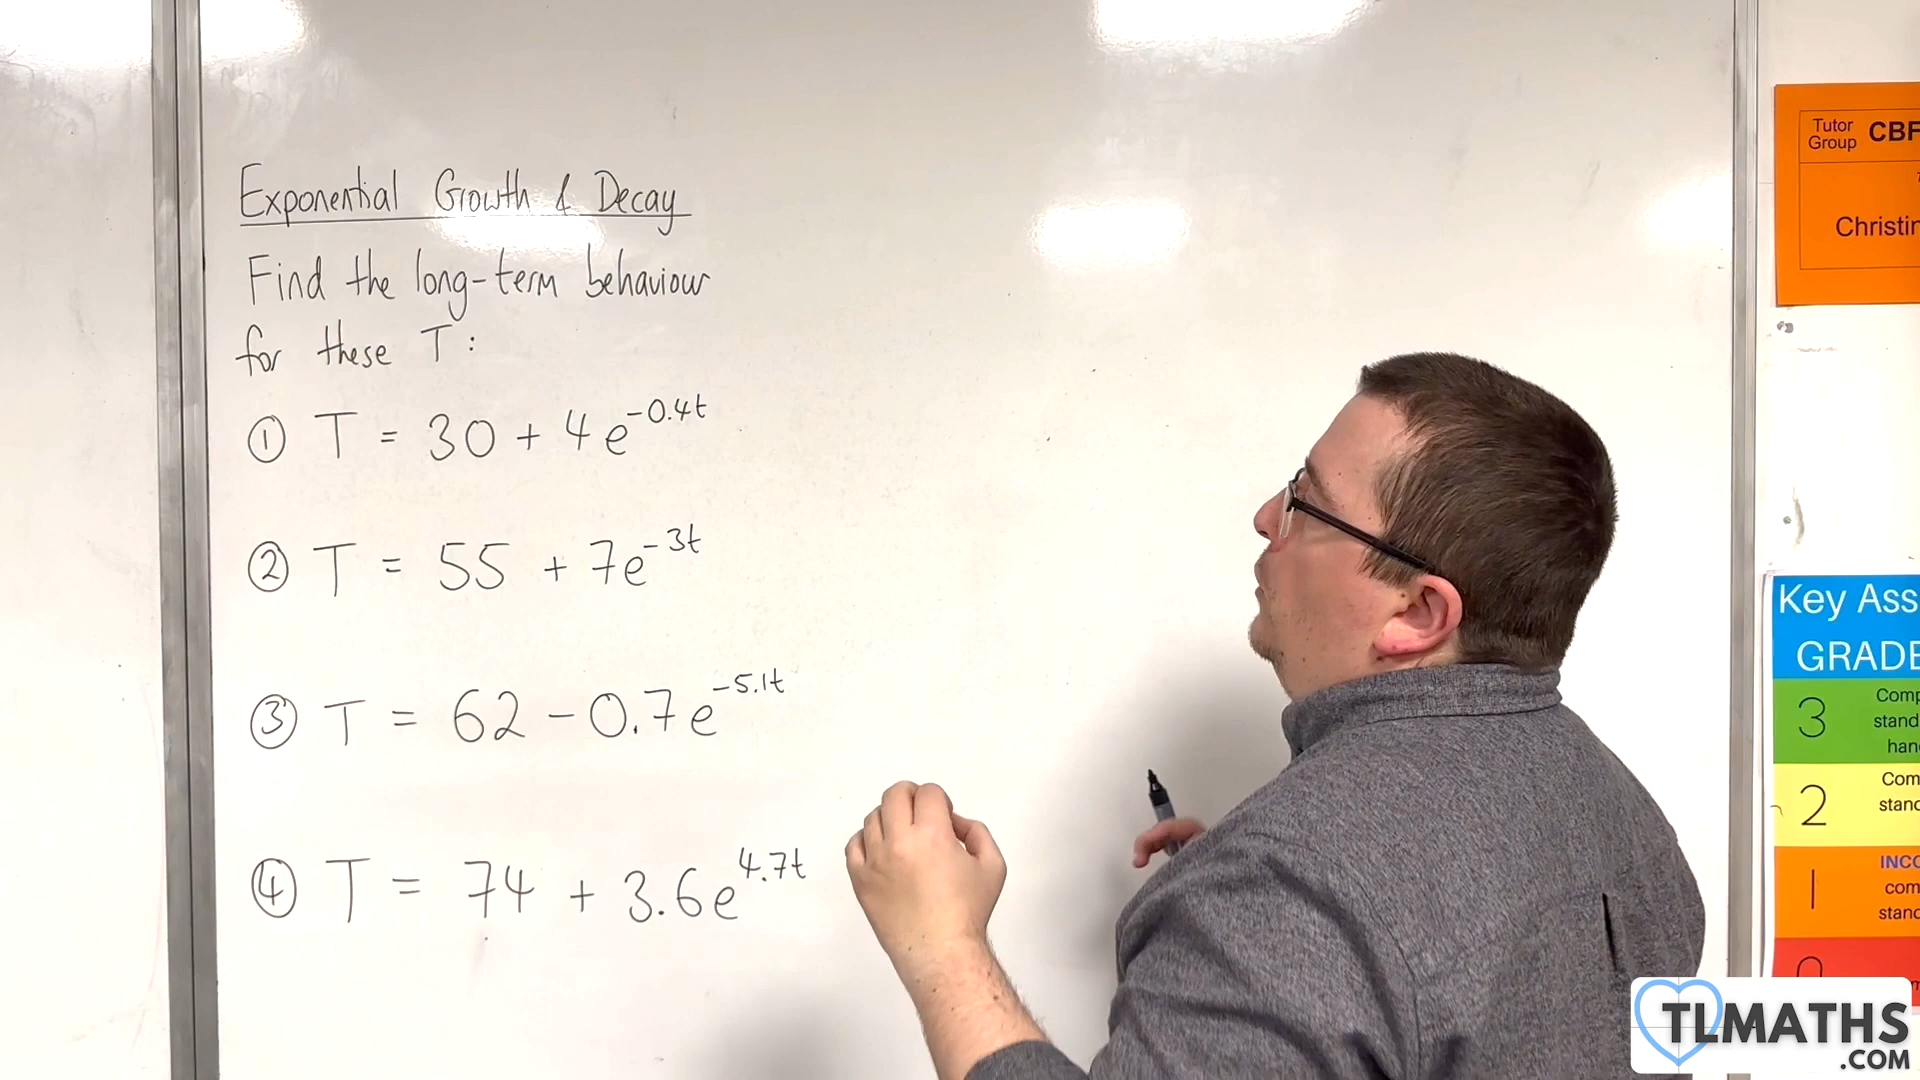 Exponential Growth & Decay
Find the long-term behaviour
for these T:
① T = 30 + 4e^{-0.4t}
② T = 55 + 7e^{-3t}
③ T = 62 - 0.7e^{-5.1t}
④ T = 74 + 3.6e^{4.7t}
Tutor
Group
CBF
Christin
Key Ass
GRADE
3
Comp
stand
han
2
Com
stand
1
INCO
com
stand
TLMATHS
.COM